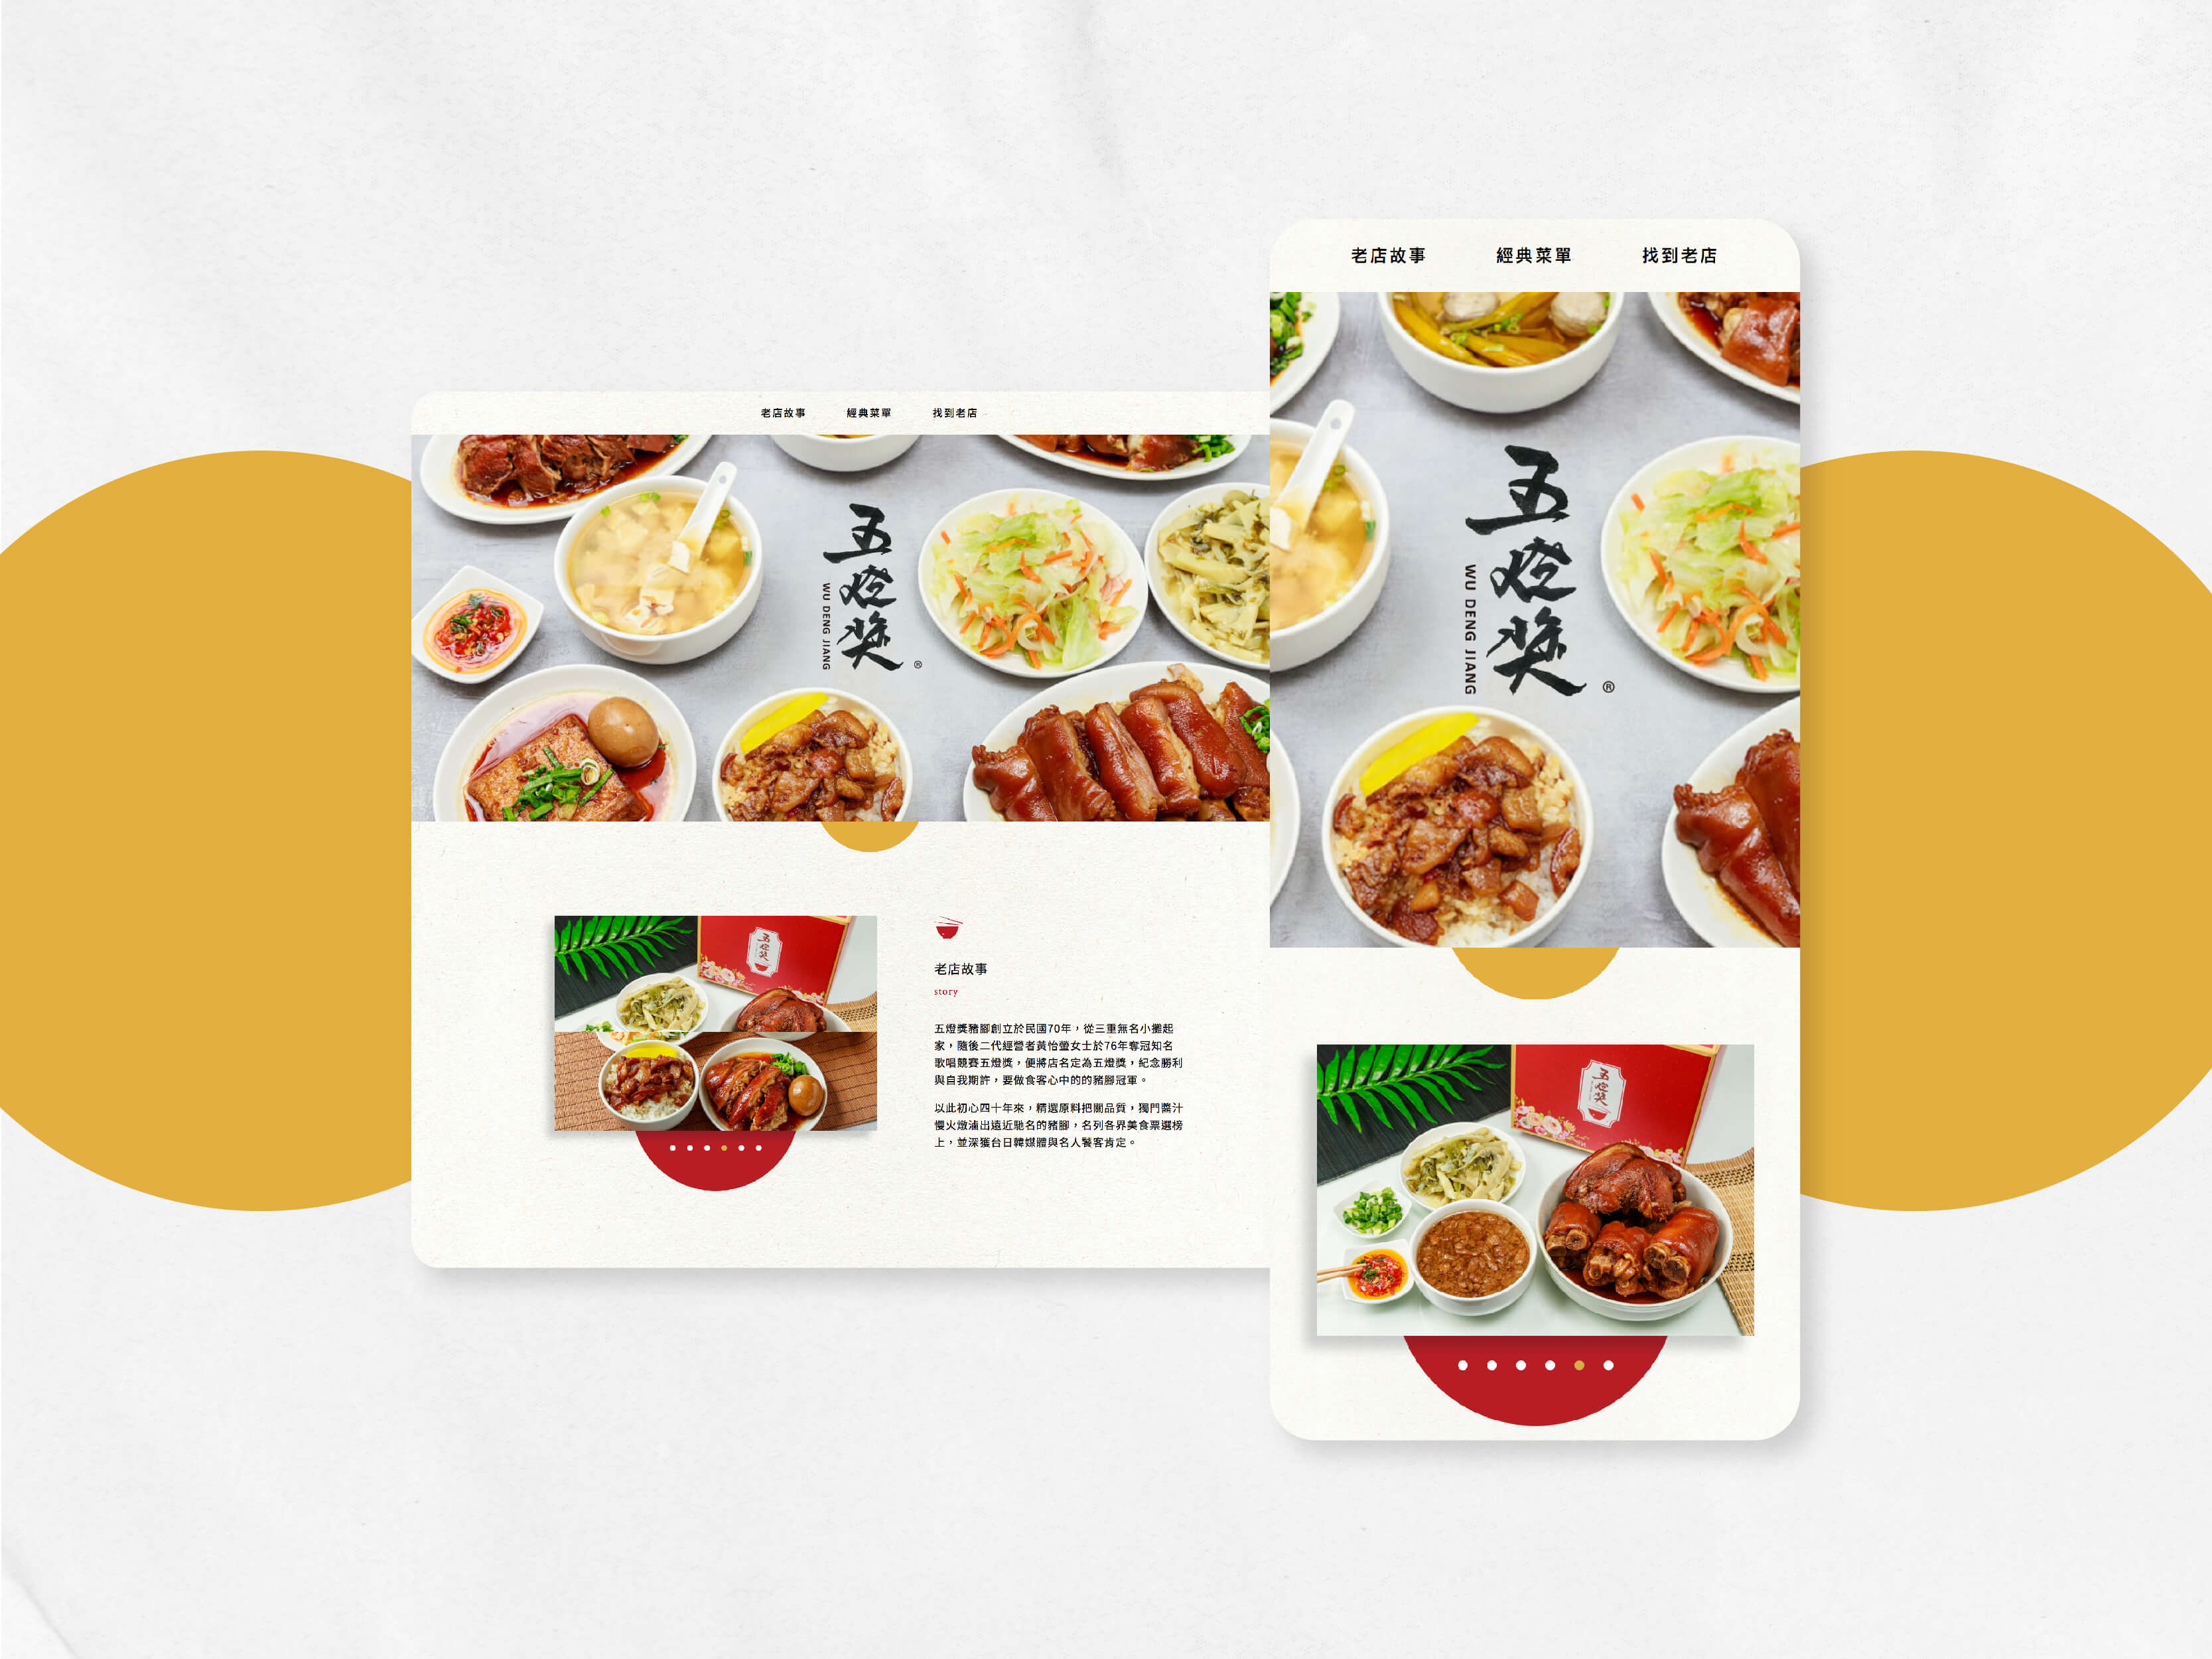 老店故事
經典菜單
找到老店
五燈獎
WU DENG JIANG
®
五燈獎
老店故事
story
五燈獎豬腳創立於民國70年，從三重無名小攤起
家，隨後二代經營者黃怡螢女士於76年奪冠知名
歌唱競賽五燈獎，便將店名定為五燈獎，紀念勝利
與自我期許，要做食客心中的的豬腳冠軍。
以此初心四十年來，精選原料把關品質，獨門醬汁
慢火燉滷出遠近馳名的豬腳，名列各界美食票選榜
上，並深獲台日韓媒體與名人饕客肯定。
老店故事
經典菜單
找到老店
五燈獎
WU DENG JIANG
®
五燈獎